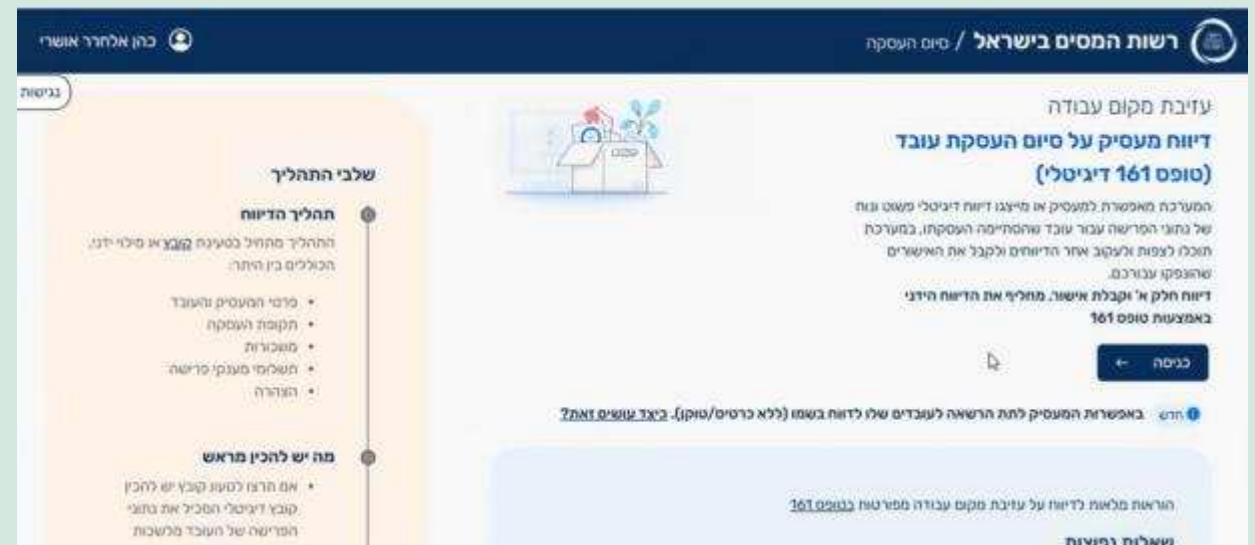 רשות המסים בישראל / סיום העסקה
כהן אלחרר אושרי
נגישות
עזיבת מקום עבודה
דיווח מעסיק על סיום העסקת עובד
(טופס 161 דיגיטלי)
המערכת מאפשרת למעסיק או מייצגו דיווח דיגיטלי פשוט ונוח
של נתוני הפרישה עבור עובד שהסתיימה העסקתו, במערכת
תוכלו לצפות ולעקוב אחר הדיווחים ולקבל את האישורים
שהונפקו עבורכם.
דיווח חלק א' וקבלת אישור, מחליף את הדיווח הידני
באמצעות טופס 161
כניסה ←
חדש באפשרות המעסיק לתת הרשאה לעובדים שלו לדווח בשמו (ללא כרטיס/טוקן). כיצד עושים זאת?
הוראות מלאות לדיווח על עזיבת מקום עבודה מפורטות בטופס 161
שאלות נפוצות
שלבי התהליך
תהליך הדיווח
התהליך מתחיל בטעינת קובץ או מילוי ידני,
הכוללים בין היתר:
• פרטי המעסיק והעובד
• תקופת העסקה
• משכורות
• תשלומי מענקי פרישה
• הצהרה
מה יש להכין מראש
• אם תרצו לטעון קובץ יש להכין
קובץ דיגיטלי המכיל את נתוני
הפרישה של העובד מלשכות